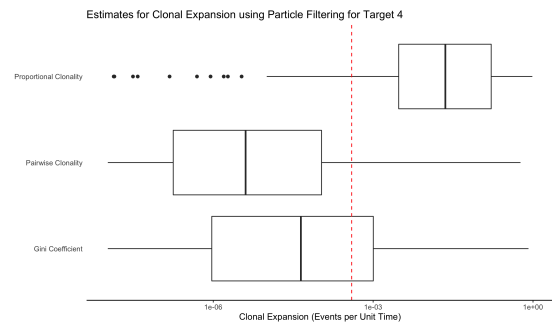 Estimates for Clonal Expansion using Particle Filtering for Target 4
Proportional Clonality
Pairwise Clonality
Gini Coefficient
1e-06 1e-03 1e+00
Clonal Expansion (Events per Unit Time)